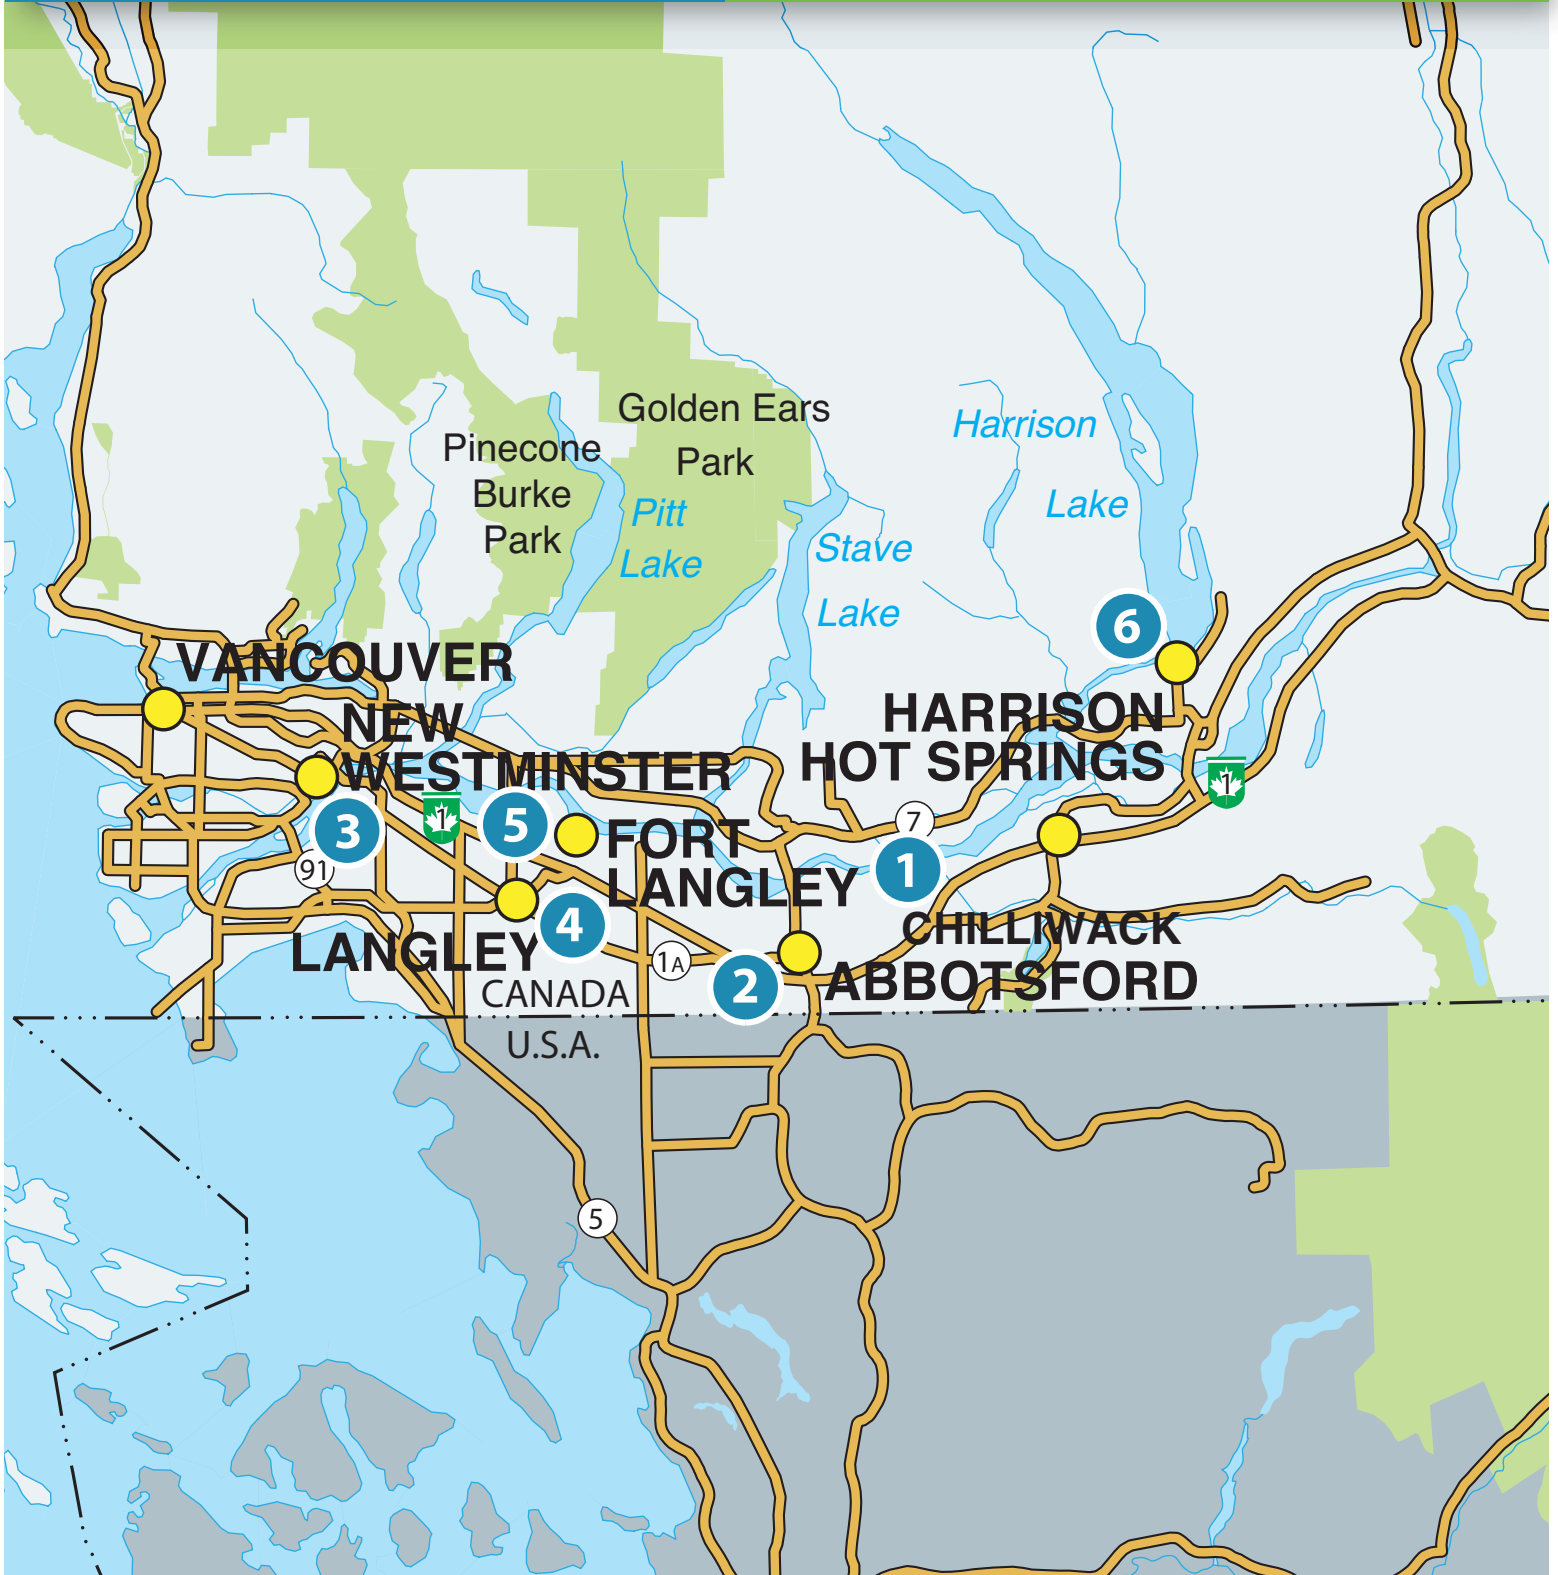 Golden Ears
Park
Pinecone
Burke
Park
Harrison
Lake
Pitt
Lake
Stave
Lake
6
VANCOUVER
NEW
WESTMINSTER
HARRISON
HOT SPRINGS
1
1
7
3
5
FORT
LANGLEY
91
1
4
LANGLEY
CHILLIWACK
1A
2
ABBOTSFORD
CANADA
U.S.A.
5